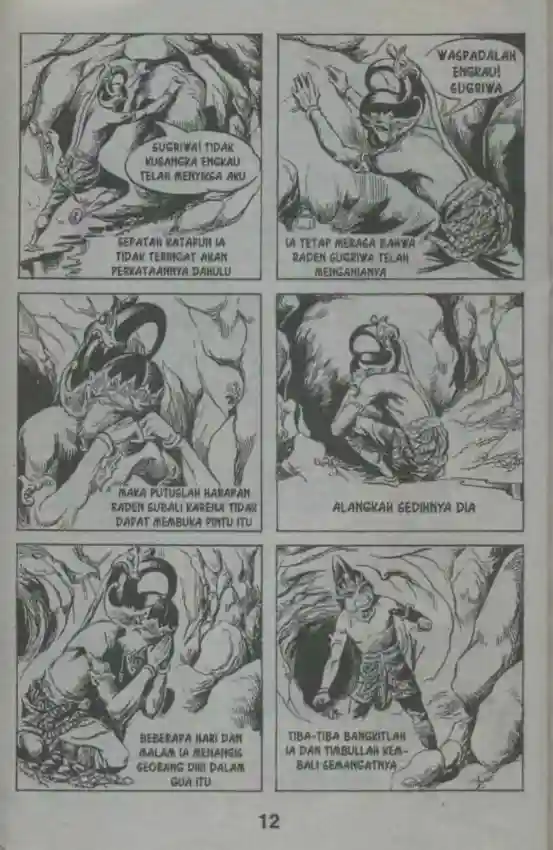 SUGRIWA! TIDAK
KUSANGKA ENGKAU
TELAH MENYIKSA AKU
SEPATAH KATAPUN IA
TIDAK TERINGAT AKAN
PERKATAANNYA DAHULU
WASPADALAH
ENGKAU!
SUGRIWA
IA TETAP MERASA BAHWA
RADEN SUGRIWA TELAH
MENGANIANYA
MAKA PUTUSLAH HARAPAN
RADEN SUBALI KARENA TIDAK
DAPAT MEMBUKA PINTU ITU
ALANGKAH SEDIHNYA DIA
BEBERAPA HARI DAN
MALAM IA MENANGIS
SEORANG DIRI DALAM
GUA ITU
TIBA-TIBA BANGKITLAH
IA DAN TIMBULLAH KEM-
BALI SEMANGATNYA
12